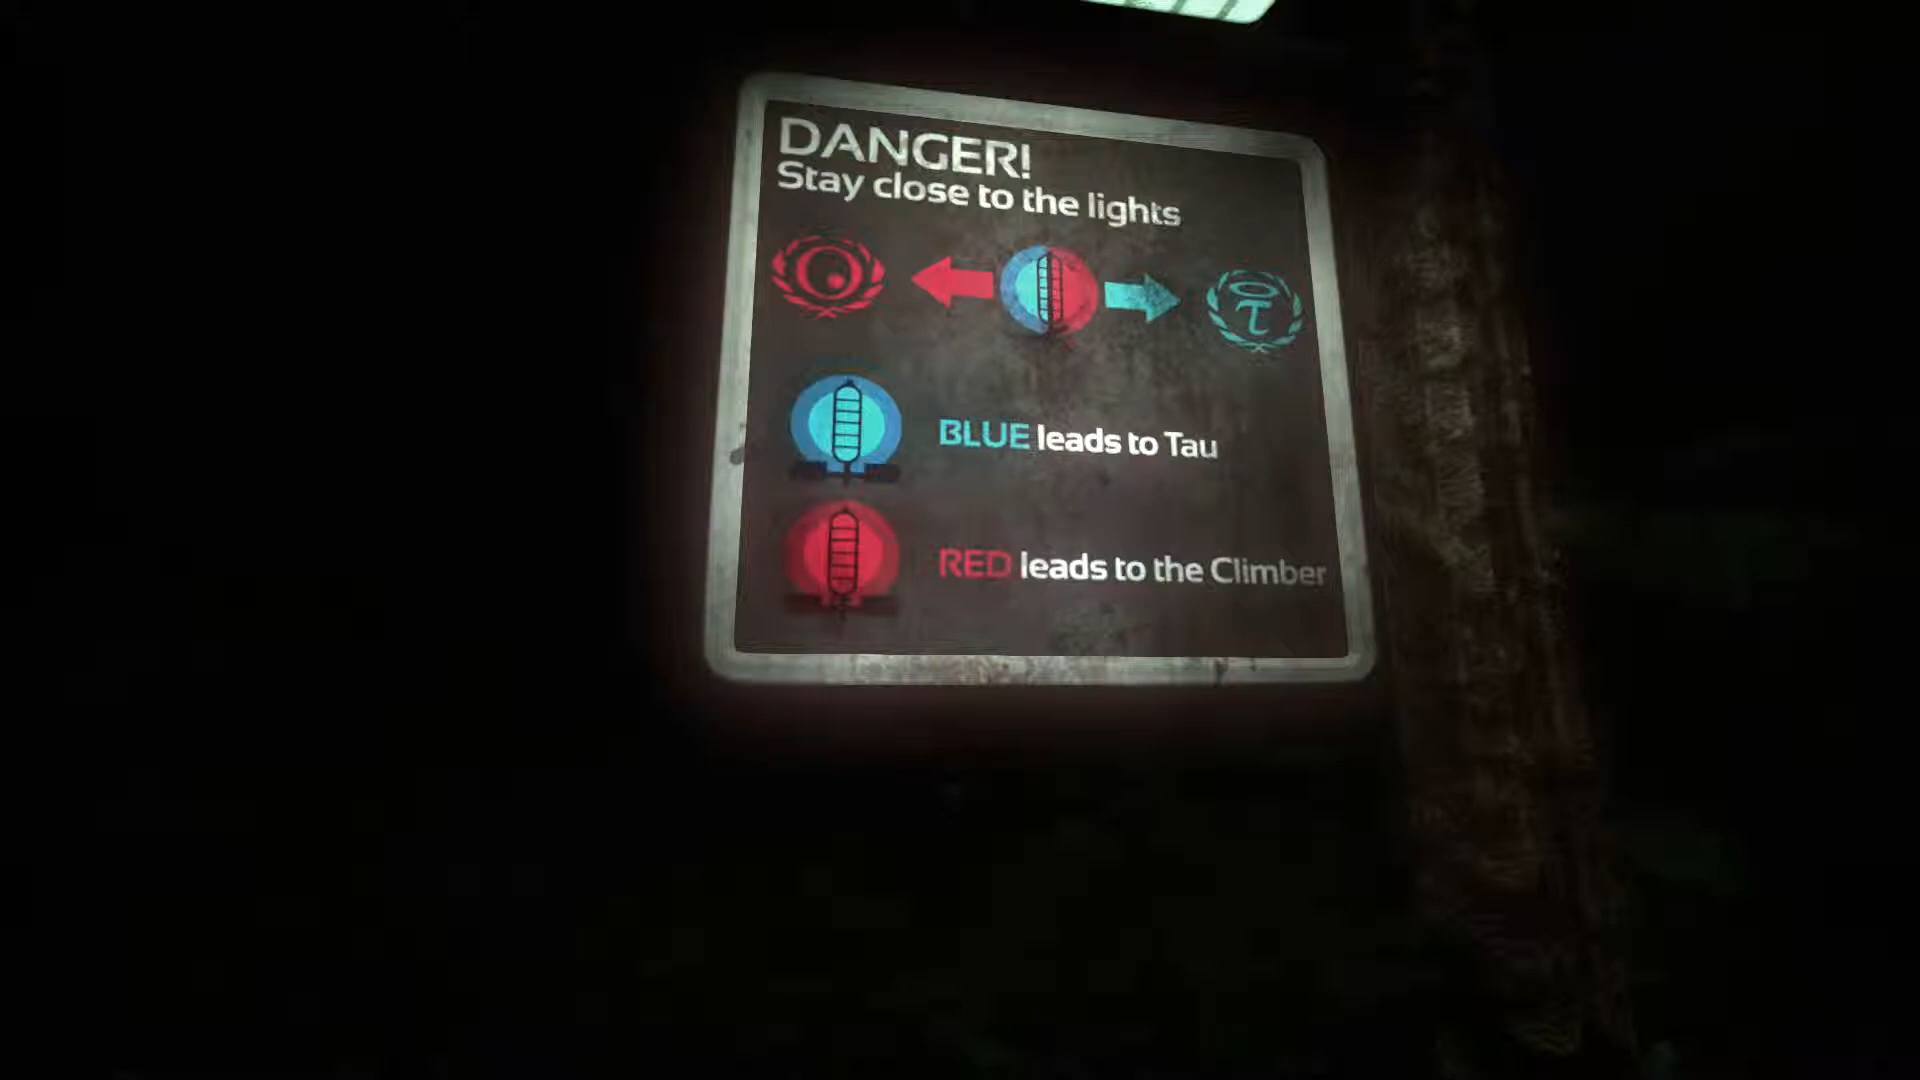 DANGER!
Stay close to the lights
τ
BLUE leads to Tau
RED leads to the Climber